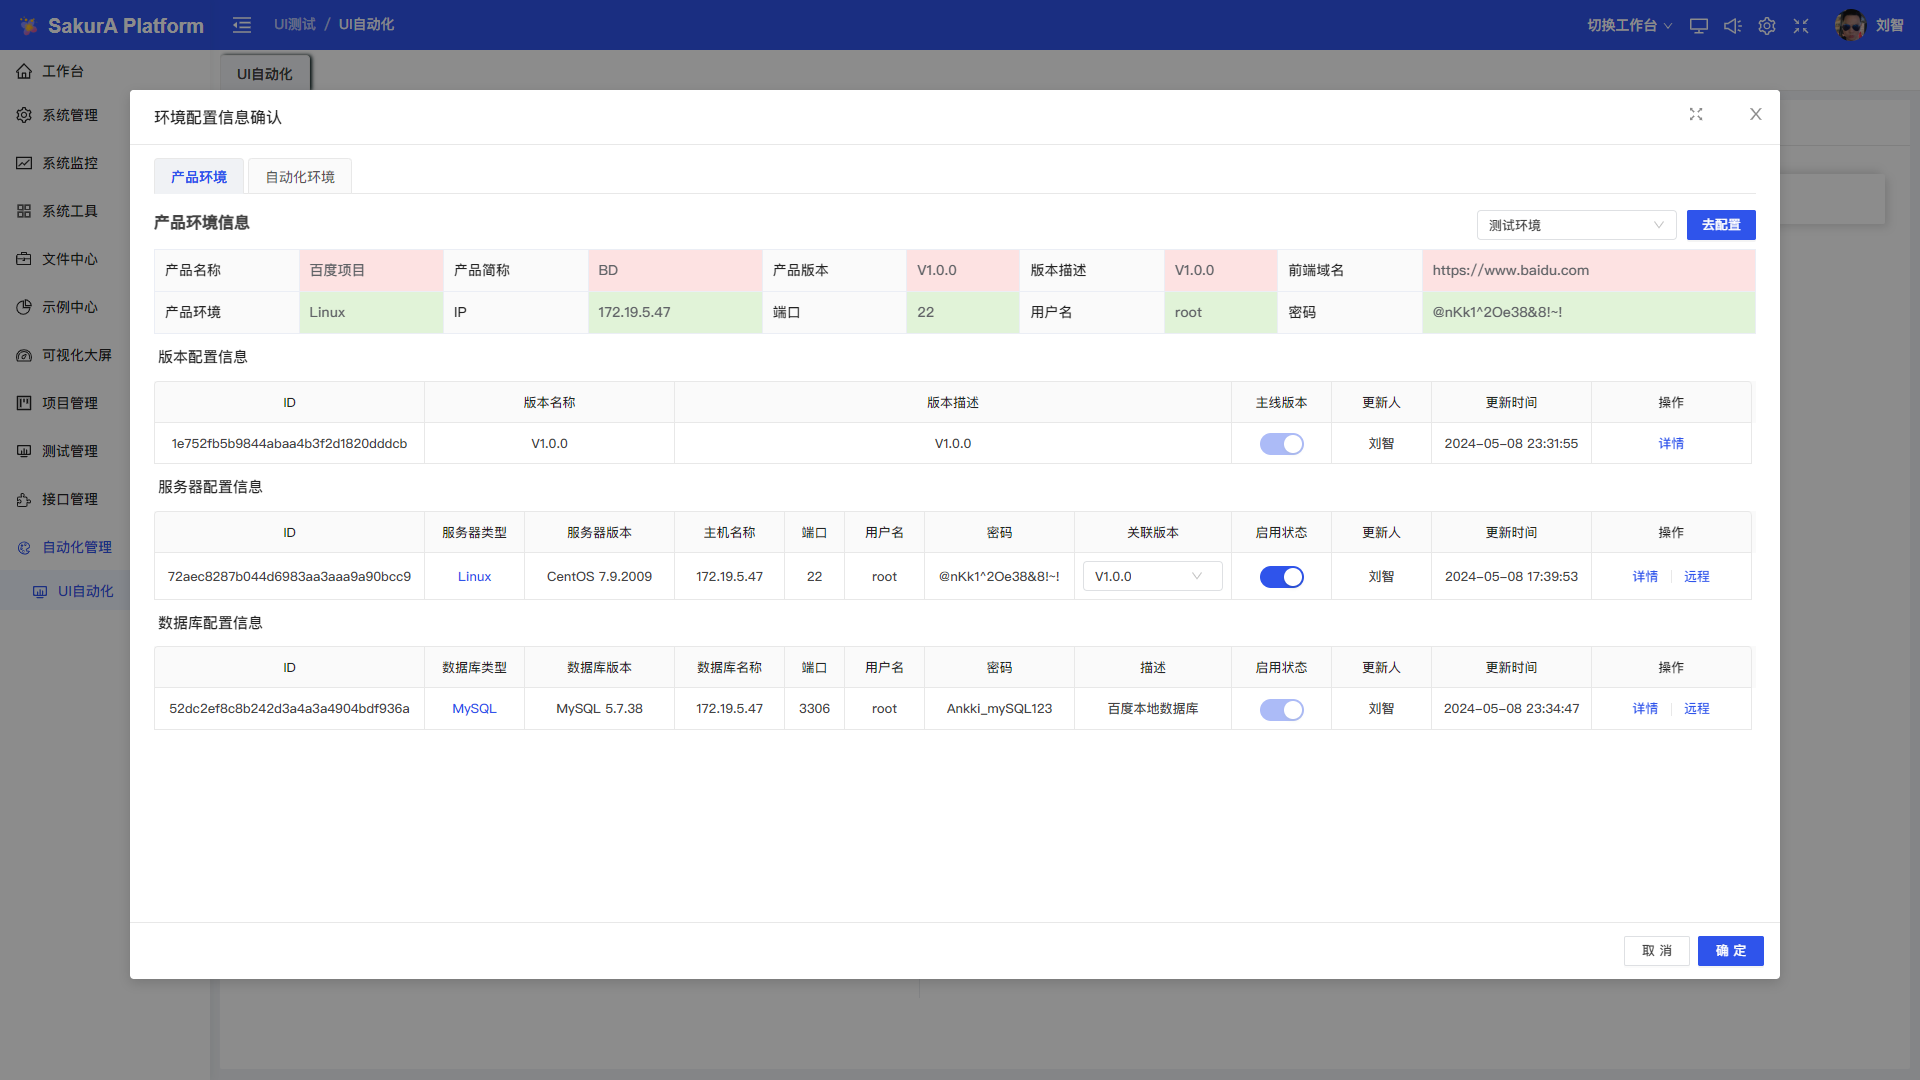 SakurA Platform
UI测试 / UI自动化
切换工作台
刘智
工作台
系统管理
系统监控
系统工具
文件中心
示例中心
可视化大屏
项目管理
测试管理
接口管理
自动化管理
UI自动化
UI自动化
环境配置信息确认
X
产品环境 自动化环境
产品环境信息
测试环境 去配置
产品名称 百度项目 产品简称 BD 产品版本 V1.0.0 版本描述 V1.0.0 前端域名 https://www.baidu.com
产品环境 Linux IP 172.19.5.47 端口 22 用户名 root 密码 @nKk1^2Oe38&8!~!
版本配置信息
ID 版本名称 版本描述 主线版本 更新人 更新时间 操作
1e752fb5b9844abaa4b3f2d1820dddcb V1.0.0 V1.0.0 刘智 2024-05-08 23:31:55 详情
服务器配置信息
ID 服务器类型 服务器版本 主机名称 端口 用户名 密码 关联版本 启用状态 更新人 更新时间 操作
72aec8287b044d6983aa3aaa9a90bcc9 Linux CentOS 7.9.2009 172.19.5.47 22 root @nKk1^2Oe38&8!~! V1.0.0 刘智 2024-05-08 17:39:53 详情 远程
数据库配置信息
ID 数据库类型 数据库版本 数据库名称 端口 用户名 密码 描述 启用状态 更新人 更新时间 操作
52dc2ef8c8b242d3a4a3a4904bdf936a MySQL MySQL 5.7.38 172.19.5.47 3306 root Ankki_mySQL123 百度本地数据库 刘智 2024-05-08 23:34:47 详情 远程
取 消 确 定